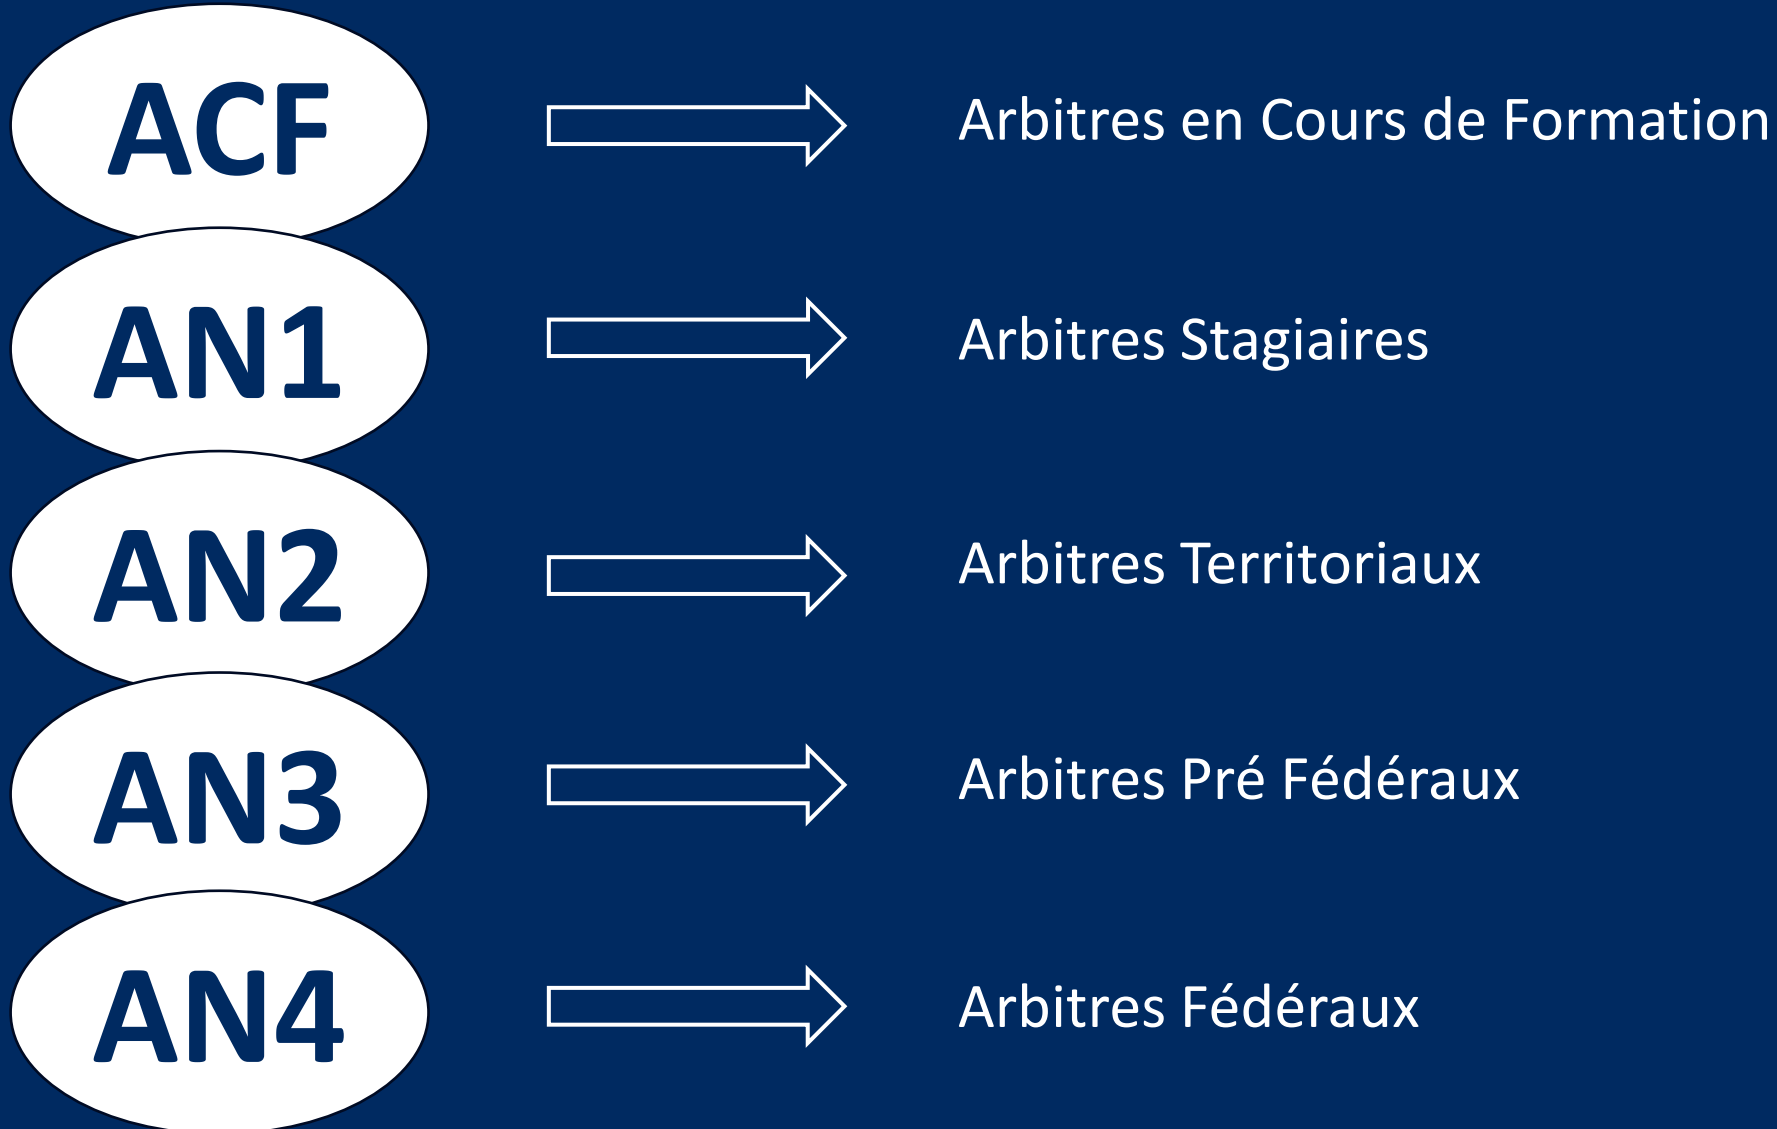 ACF Arbitres en Cours de Formation
AN1 Arbitres Stagiaires
AN2 Arbitres Territoriaux
AN3 Arbitres Pré Fédéraux
AN4 Arbitres Fédéraux